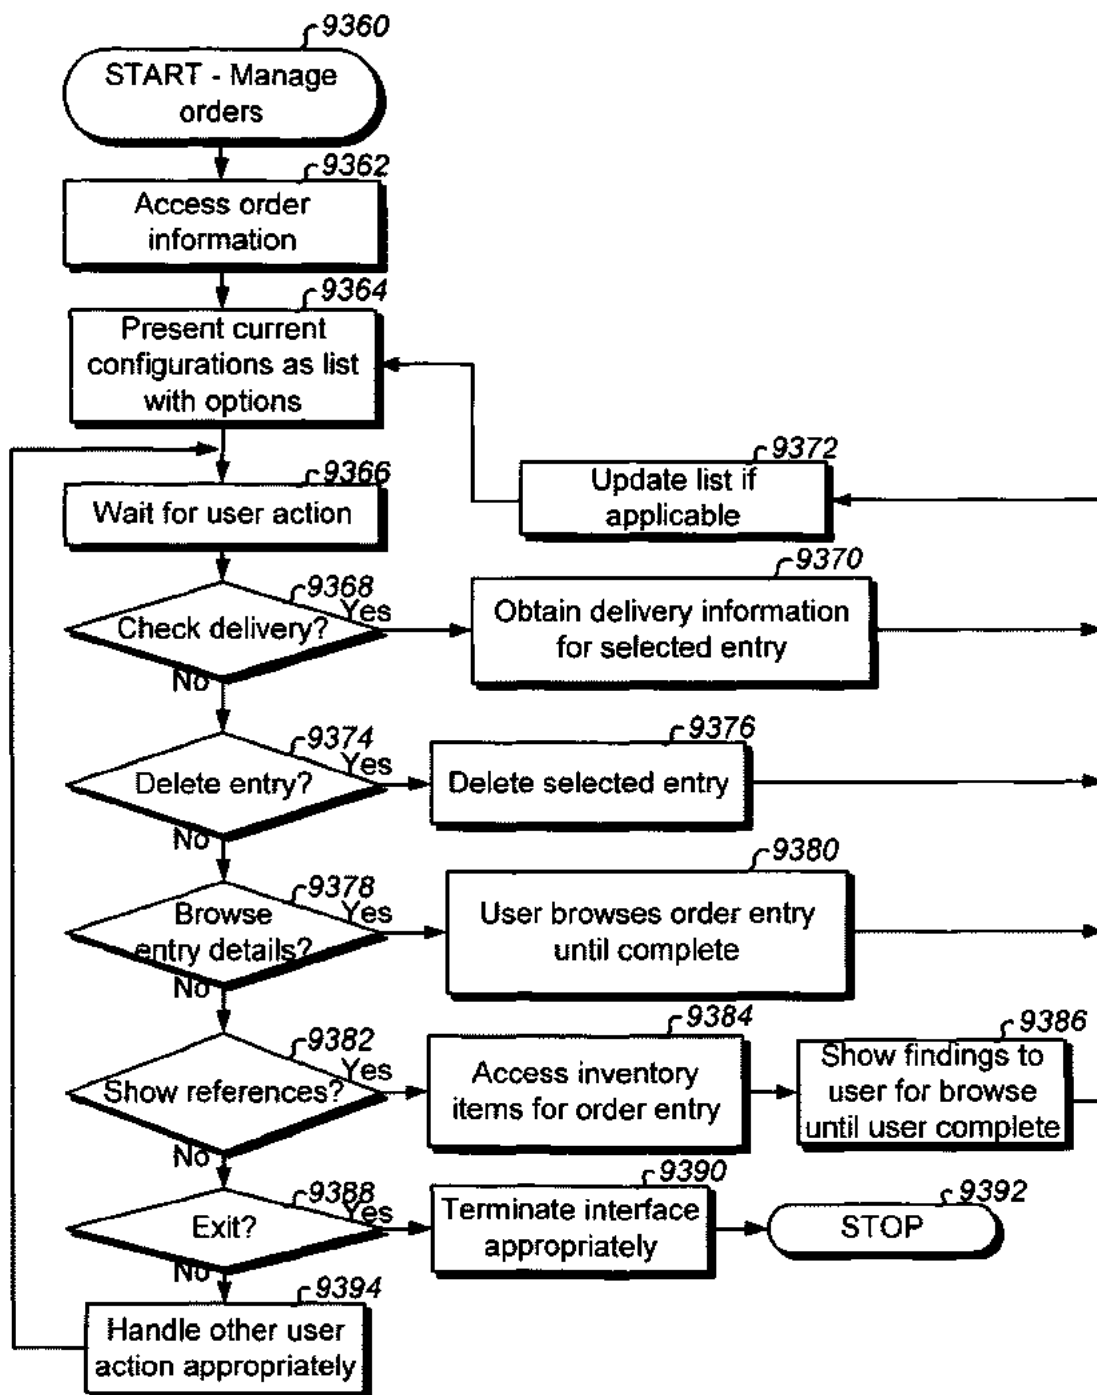 9360
START - Manage
orders
9362
Access order
information
9364
Present current
configurations as list
with options
9366
Wait for user action
9372
Update list if
applicable
9368
Check delivery?
Yes
No
9370
Obtain delivery information
for selected entry
9374
Delete entry?
Yes
No
9376
Delete selected entry
9378
Browse
entry details?
Yes
No
9380
User browses order entry
until complete
9382
Show references?
Yes
No
9384
Access inventory
items for order entry
9386
Show findings to
user for browse
until user complete
9388
Exit?
Yes
No
9390
Terminate interface
appropriately
9392
STOP
9394
Handle other user
action appropriately